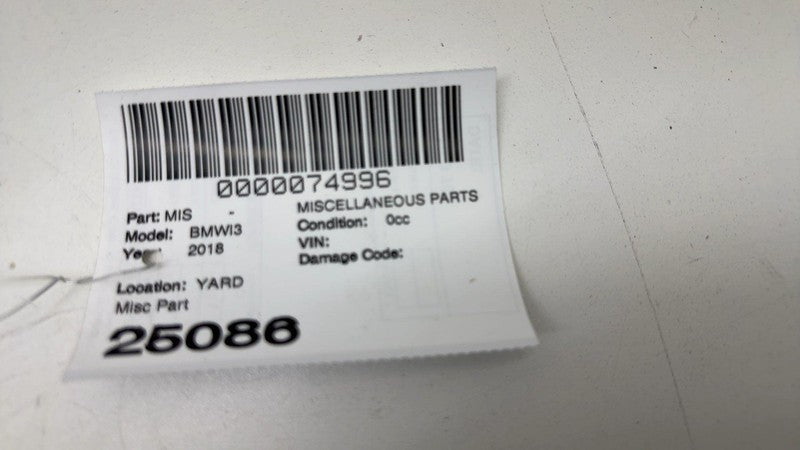 0000074996
Part: MIS - MISCELLANEOUS PARTS
Model: BMWI3 Condition: 0cc
2018 VIN:
Damage Code:
Location: YARD
Misc Part
25086